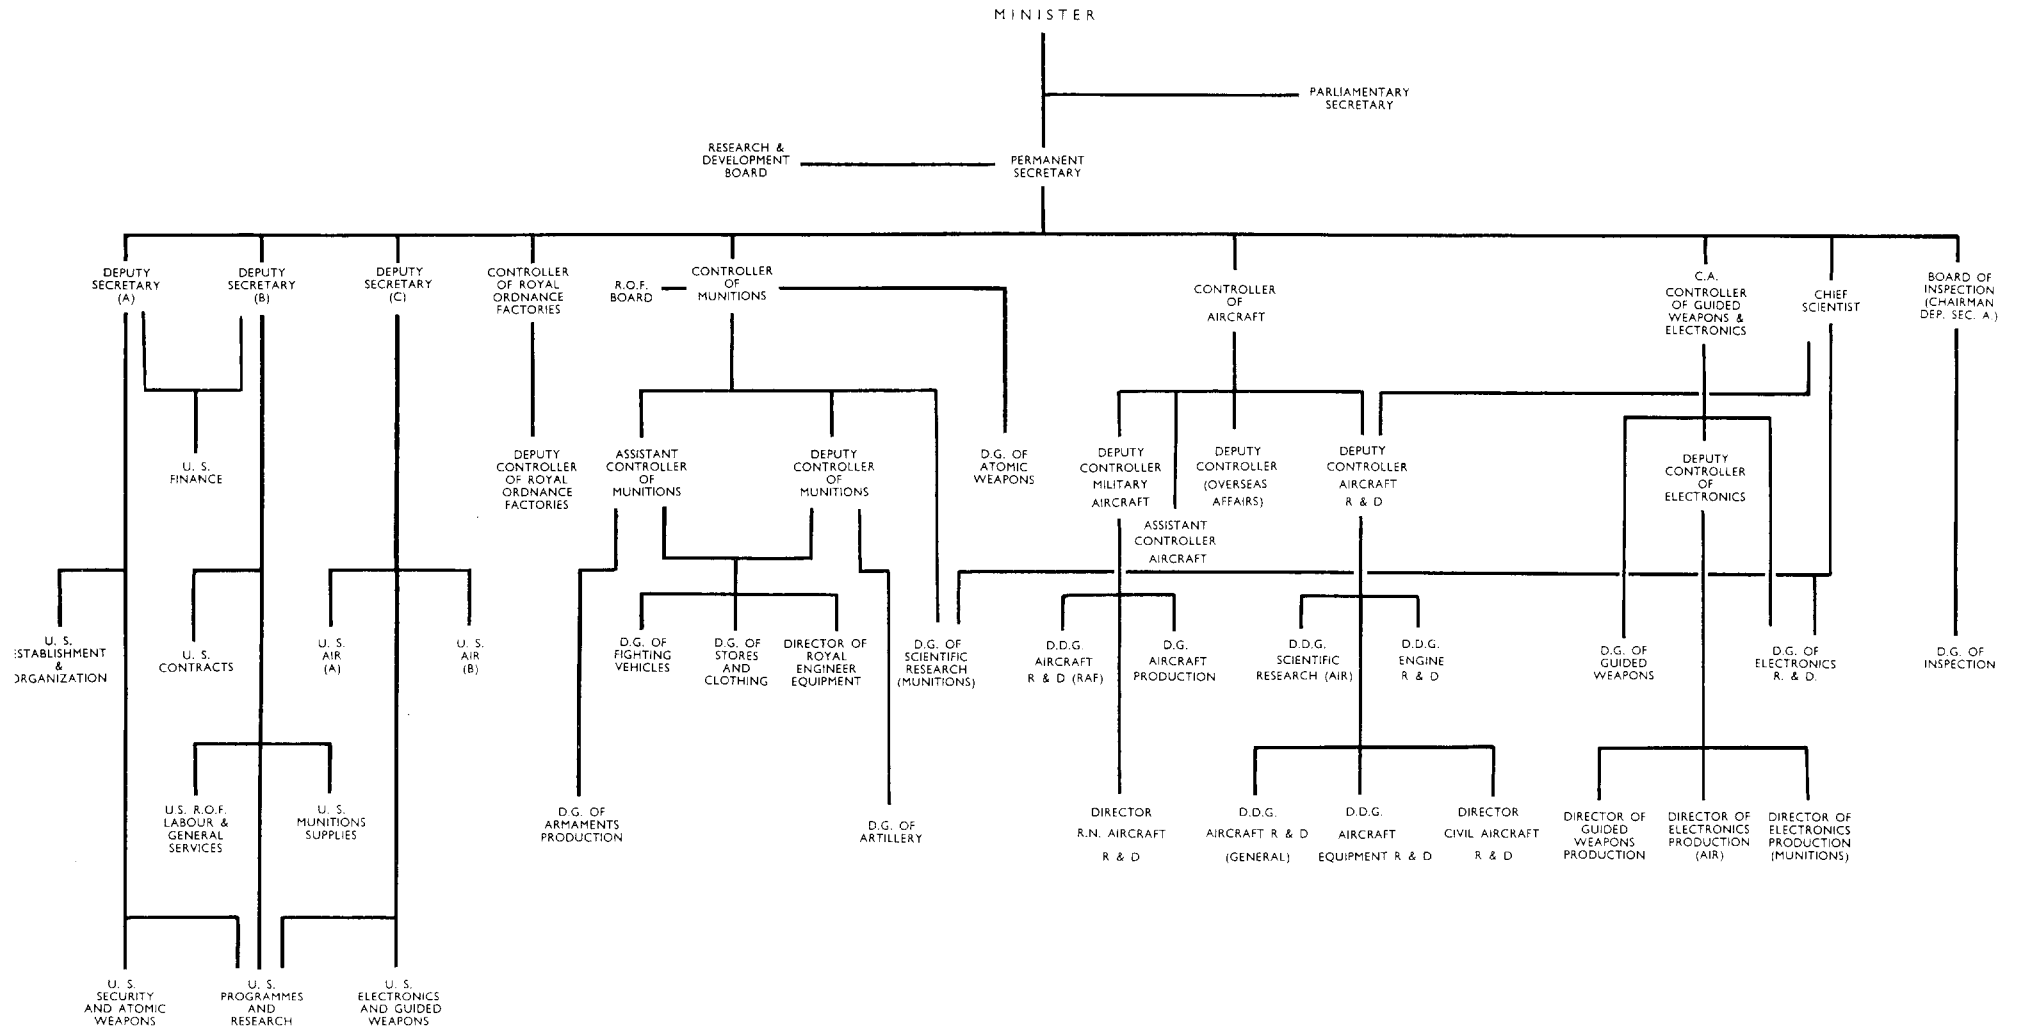 MINISTER
PARLIAMENTARY
SECRETARY
RESEARCH &
DEVELOPMENT
BOARD
PERMANENT
SECRETARY
DEPUTY
SECRETARY
(A)
DEPUTY
SECRETARY
(B)
DEPUTY
SECRETARY
(C)
CONTROLLER
OF ROYAL
ORDNANCE
FACTORIES
R.O.F.
BOARD
CONTROLLER
OF
MUNITIONS
CONTROLLER
OF
AIRCRAFT
C.A.
CONTROLLER
OF GUIDED
WEAPONS &
ELECTRONICS
CHIEF
SCIENTIST
BOARD OF
INSPECTION
(CHAIRMAN
DEP. SEC. A.)
U. S.
FINANCE
DEPUTY
CONTROLLER
OF ROYAL
ORDNANCE
FACTORIES
ASSISTANT
CONTROLLER
OF
MUNITIONS
DEPUTY
CONTROLLER
OF
MUNITIONS
D.G. OF
ATOMIC
WEAPONS
DEPUTY
CONTROLLER
MILITARY
AIRCRAFT
ASSISTANT
CONTROLLER
AIRCRAFT
DEPUTY
CONTROLLER
(OVERSEAS
AFFAIRS)
DEPUTY
CONTROLLER
AIRCRAFT
R & D
DEPUTY
CONTROLLER
OF
ELECTRONICS
U. S.
STABLISHMENT
&
RGANIZATION
U. S.
CONTRACTS
U. S.
AIR
(A)
U. S.
AIR
(B)
D.G. OF
FIGHTING
VEHICLES
D.G. OF
STORES
AND
CLOTHING
DIRECTOR OF
ROYAL
ENGINEER
EQUIPMENT
D.G. OF
SCIENTIFIC
RESEARCH
(MUNITIONS)
D.D.G.
AIRCRAFT
R & D (RAF)
D.G.
AIRCRAFT
PRODUCTION
D.D.G.
SCIENTIFIC
RESEARCH (AIR)
D.D.G.
ENGINE
R & D
D.G. OF
GUIDED
WEAPONS
D.G. OF
ELECTRONICS
R. & D.
D.G. OF
INSPECTION
U.S. R.O.F.
LABOUR &
GENERAL
SERVICES
U. S.
MUNITIONS
SUPPLIES
D.G. OF
ARMAMENTS
PRODUCTION
D.G. OF
ARTILLERY
DIRECTOR
R.N. AIRCRAFT
R & D
D.D.G.
AIRCRAFT R & D
(GENERAL)
D.D.G.
AIRCRAFT
EQUIPMENT R & D
DIRECTOR
CIVIL AIRCRAFT
R & D
DIRECTOR OF
GUIDED
WEAPONS
PRODUCTION
DIRECTOR OF
ELECTRONICS
PRODUCTION
(AIR)
DIRECTOR OF
ELECTRONICS
PRODUCTION
(MUNITIONS)
U. S.
SECURITY
AND ATOMIC
WEAPONS
U. S.
PROGRAMMES
AND
RESEARCH
U. S.
ELECTRONICS
AND GUIDED
WEAPONS